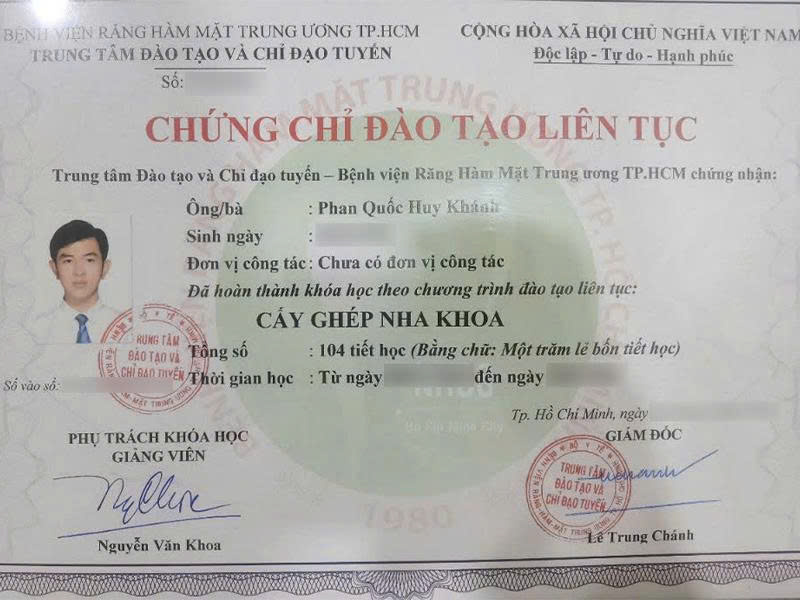 BỆNH VIỆN RĂNG HÀM MẶT TRUNG ƯƠNG TP.HCM
TRUNG TÂM ĐÀO TẠO VÀ CHỈ ĐẠO TUYẾN
Số:
CỘNG HÒA XÃ HỘI CHỦ NGHĨA VIỆT NAM
Độc lập - Tự do - Hạnh phúc
CHỨNG CHỈ ĐÀO TẠO LIÊN TỤC
Trung tâm Đào tạo và Chỉ đạo tuyến – Bệnh viện Răng Hàm Mặt Trung ương TP.HCM chứng nhận:
Ông/bà : Phan Quốc Huy Khánh
Sinh ngày :
Đơn vị công tác : Chưa có đơn vị công tác
Đã hoàn thành khóa học theo chương trình đào tạo liên tục:
CẤY GHÉP NHA KHOA
Tổng số : 104 tiết học (Bằng chữ: Một trăm lẻ bốn tiết học)
Thời gian học : Từ ngày đến ngày
Số vào sổ:
TRUNG TÂM
ĐÀO TẠO VÀ
CHỈ ĐẠO TUYẾN
Tp. Hồ Chí Minh, ngày
PHỤ TRÁCH KHÓA HỌC
GIẢNG VIÊN
Nguyễn Văn Khoa
GIÁM ĐỐC
TRUNG TÂM
ĐÀO TẠO VÀ
CHỈ ĐẠO TUYẾN
Lê Trung Chánh
1980